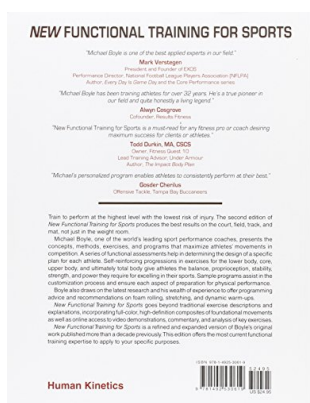 NEW FUNCTIONAL TRAINING FOR SPORTS
"Michael Boyle is one of the best applied experts in our field."
Mark Verstegen
President and Founder of EXOS
Performance Director, National Football League Players Association (NFLPA)
Author, Every Day Is Game Day and the Core Performance series
"Michael Boyle has been training athletes for over 32 years. He's a true pioneer in
our field and quite honestly a living legend."
Alwyn Cosgrove
Cofounder, Results Fitness
"New Functional Training for Sports is a must-need for any fitness pro or coach desiring
maximum success for clients or athletes."
Todd Durkin, MA, CSCS
Owner, Fitness Quest 10
Lead Training Advisor, Under Armour
Author, The Impact Body Plan
"Michael's personalized program enables athletes to consistently perform at their best."
Gosder Cherilus
Offensive Tackle, Tampa Bay Buccaneers
Train to perform at the highest level with the lowest risk of injury. The second edition of
New Functional Training for Sports produces the best results on the court, field, track, and
mat, not just in the weight room.
Michael Boyle, one of the world's leading sport performance coaches, presents the
concepts, methods, exercises, and programs that maximize athletes' movements in
competition. A series of functional assessments help in determining the design of a specific
plan for each athlete. Self-reinforcing progressions in exercises for the lower body, core,
upper body, and ultimately total body give athletes the balance, proprioception, stability,
strength, and power they require for excelling in their sports. Sample programs assist in the
customization process and ensure each aspect of preparation for physical performance.
Boyle also draws on the latest research and his wealth of experience to offer programming
advice and recommendations on foam rolling, stretching, and dynamic warm-ups.
New Functional Training for Sports goes beyond traditional exercise descriptions and
explanations, incorporating full-color, high-definition composites of foundational movements
as well as online access to video demonstrations, commentary, and analysis of key exercises.
New Functional Training for Sports is a refined and expanded version of Boyle's original
work published more than a decade previously. This edition offers the most current functional
training expertise to apply to your specific purposes.
Human Kinetics